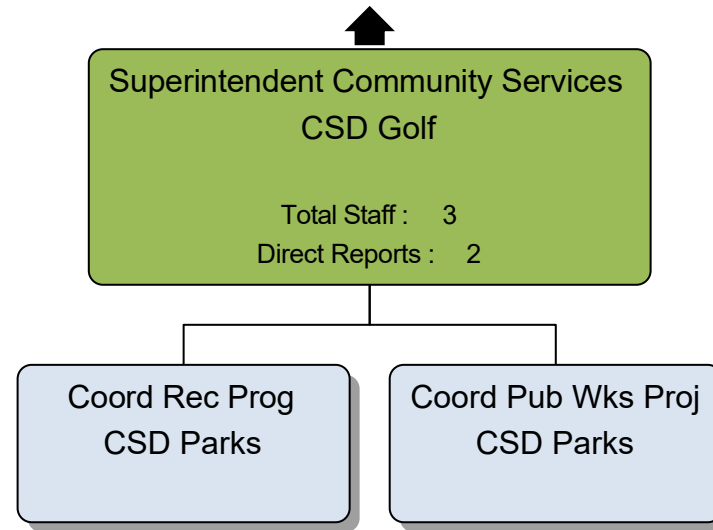 Superintendent Community Services
CSD Golf
Total Staff : 3
Direct Reports : 2
Coord Rec Prog
CSD Parks
Coord Pub Wks Proj
CSD Parks